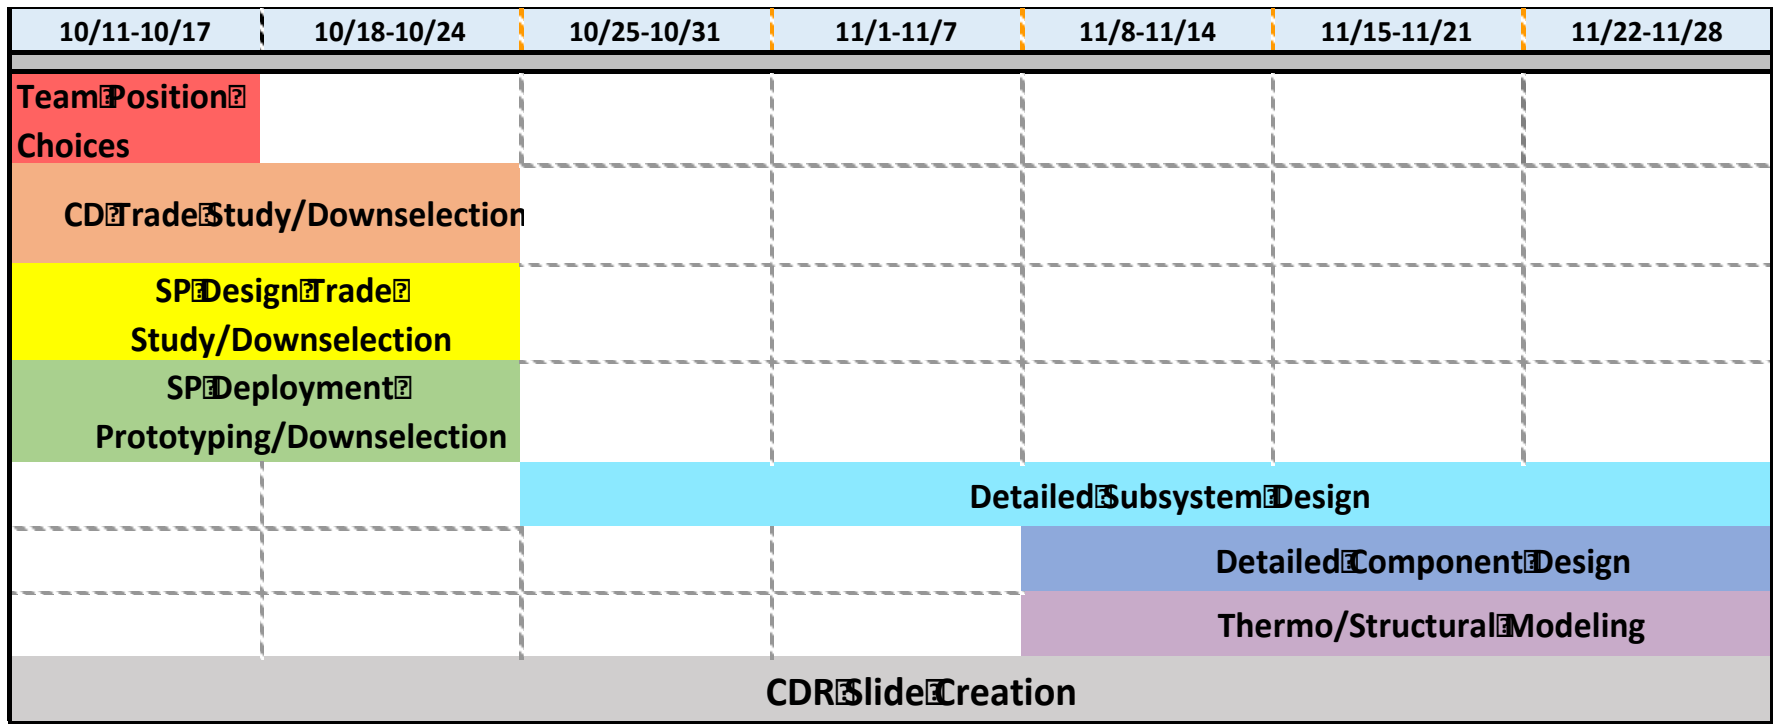 10/11-10/17 10/18-10/24 10/25-10/31 11/1-11/7 11/8-11/14 11/15-11/21 11/22-11/28
Team Position
Choices
CD Trade Study/Downselection
SP Design Trade
Study/Downselection
SP Deployment
Prototyping/Downselection
Detailed Subsystem Design
Detailed Component Design
Thermo/Structural Modeling
CDR Slide Creation